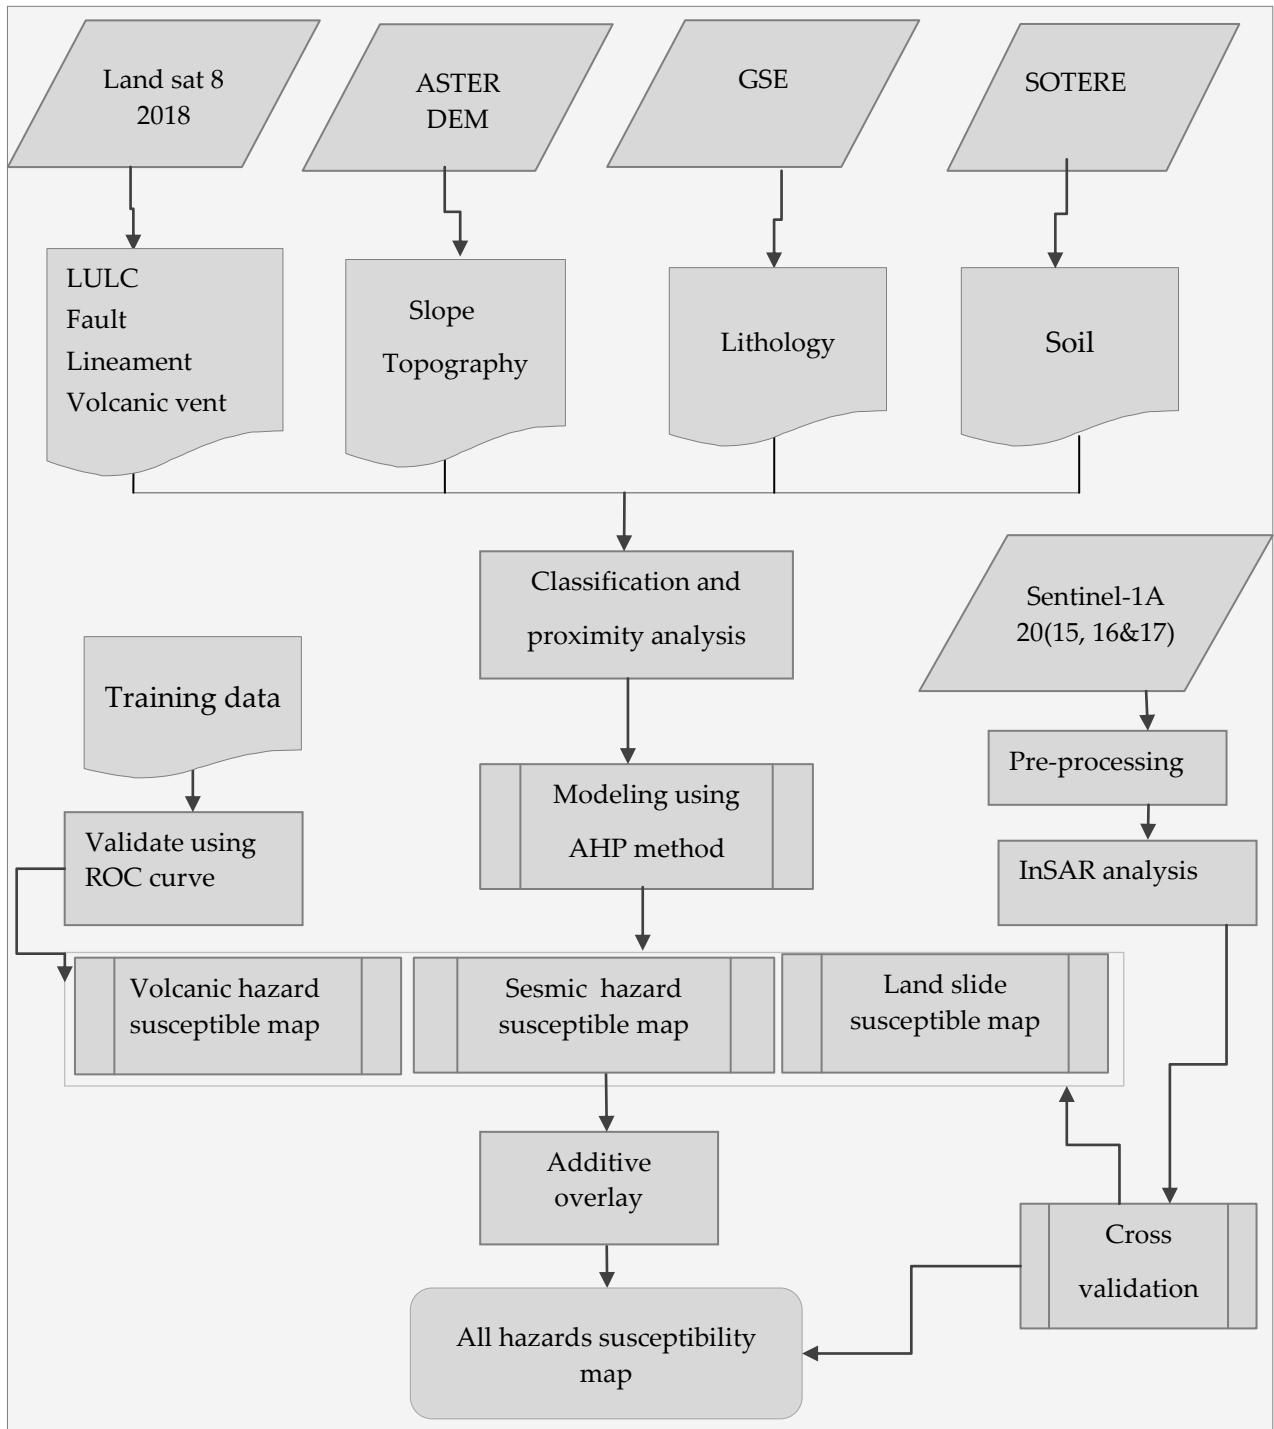 Land sat 8
2018
ASTER
DEM
GSE
SOTERE
LULC
Fault
Lineament
Volcanic vent
Slope
Topography
Lithology
Soil
Classification and
proximity analysis
Sentinel-1A
20(15, 16&17)
Training data
Pre-processing
Modeling using
AHP method
Validate using
ROC curve
InSAR analysis
Volcanic hazard
susceptible map
Sesmic hazard
susceptible map
Land slide
susceptible map
Additive
overlay
Cross
validation
All hazards susceptibility
map